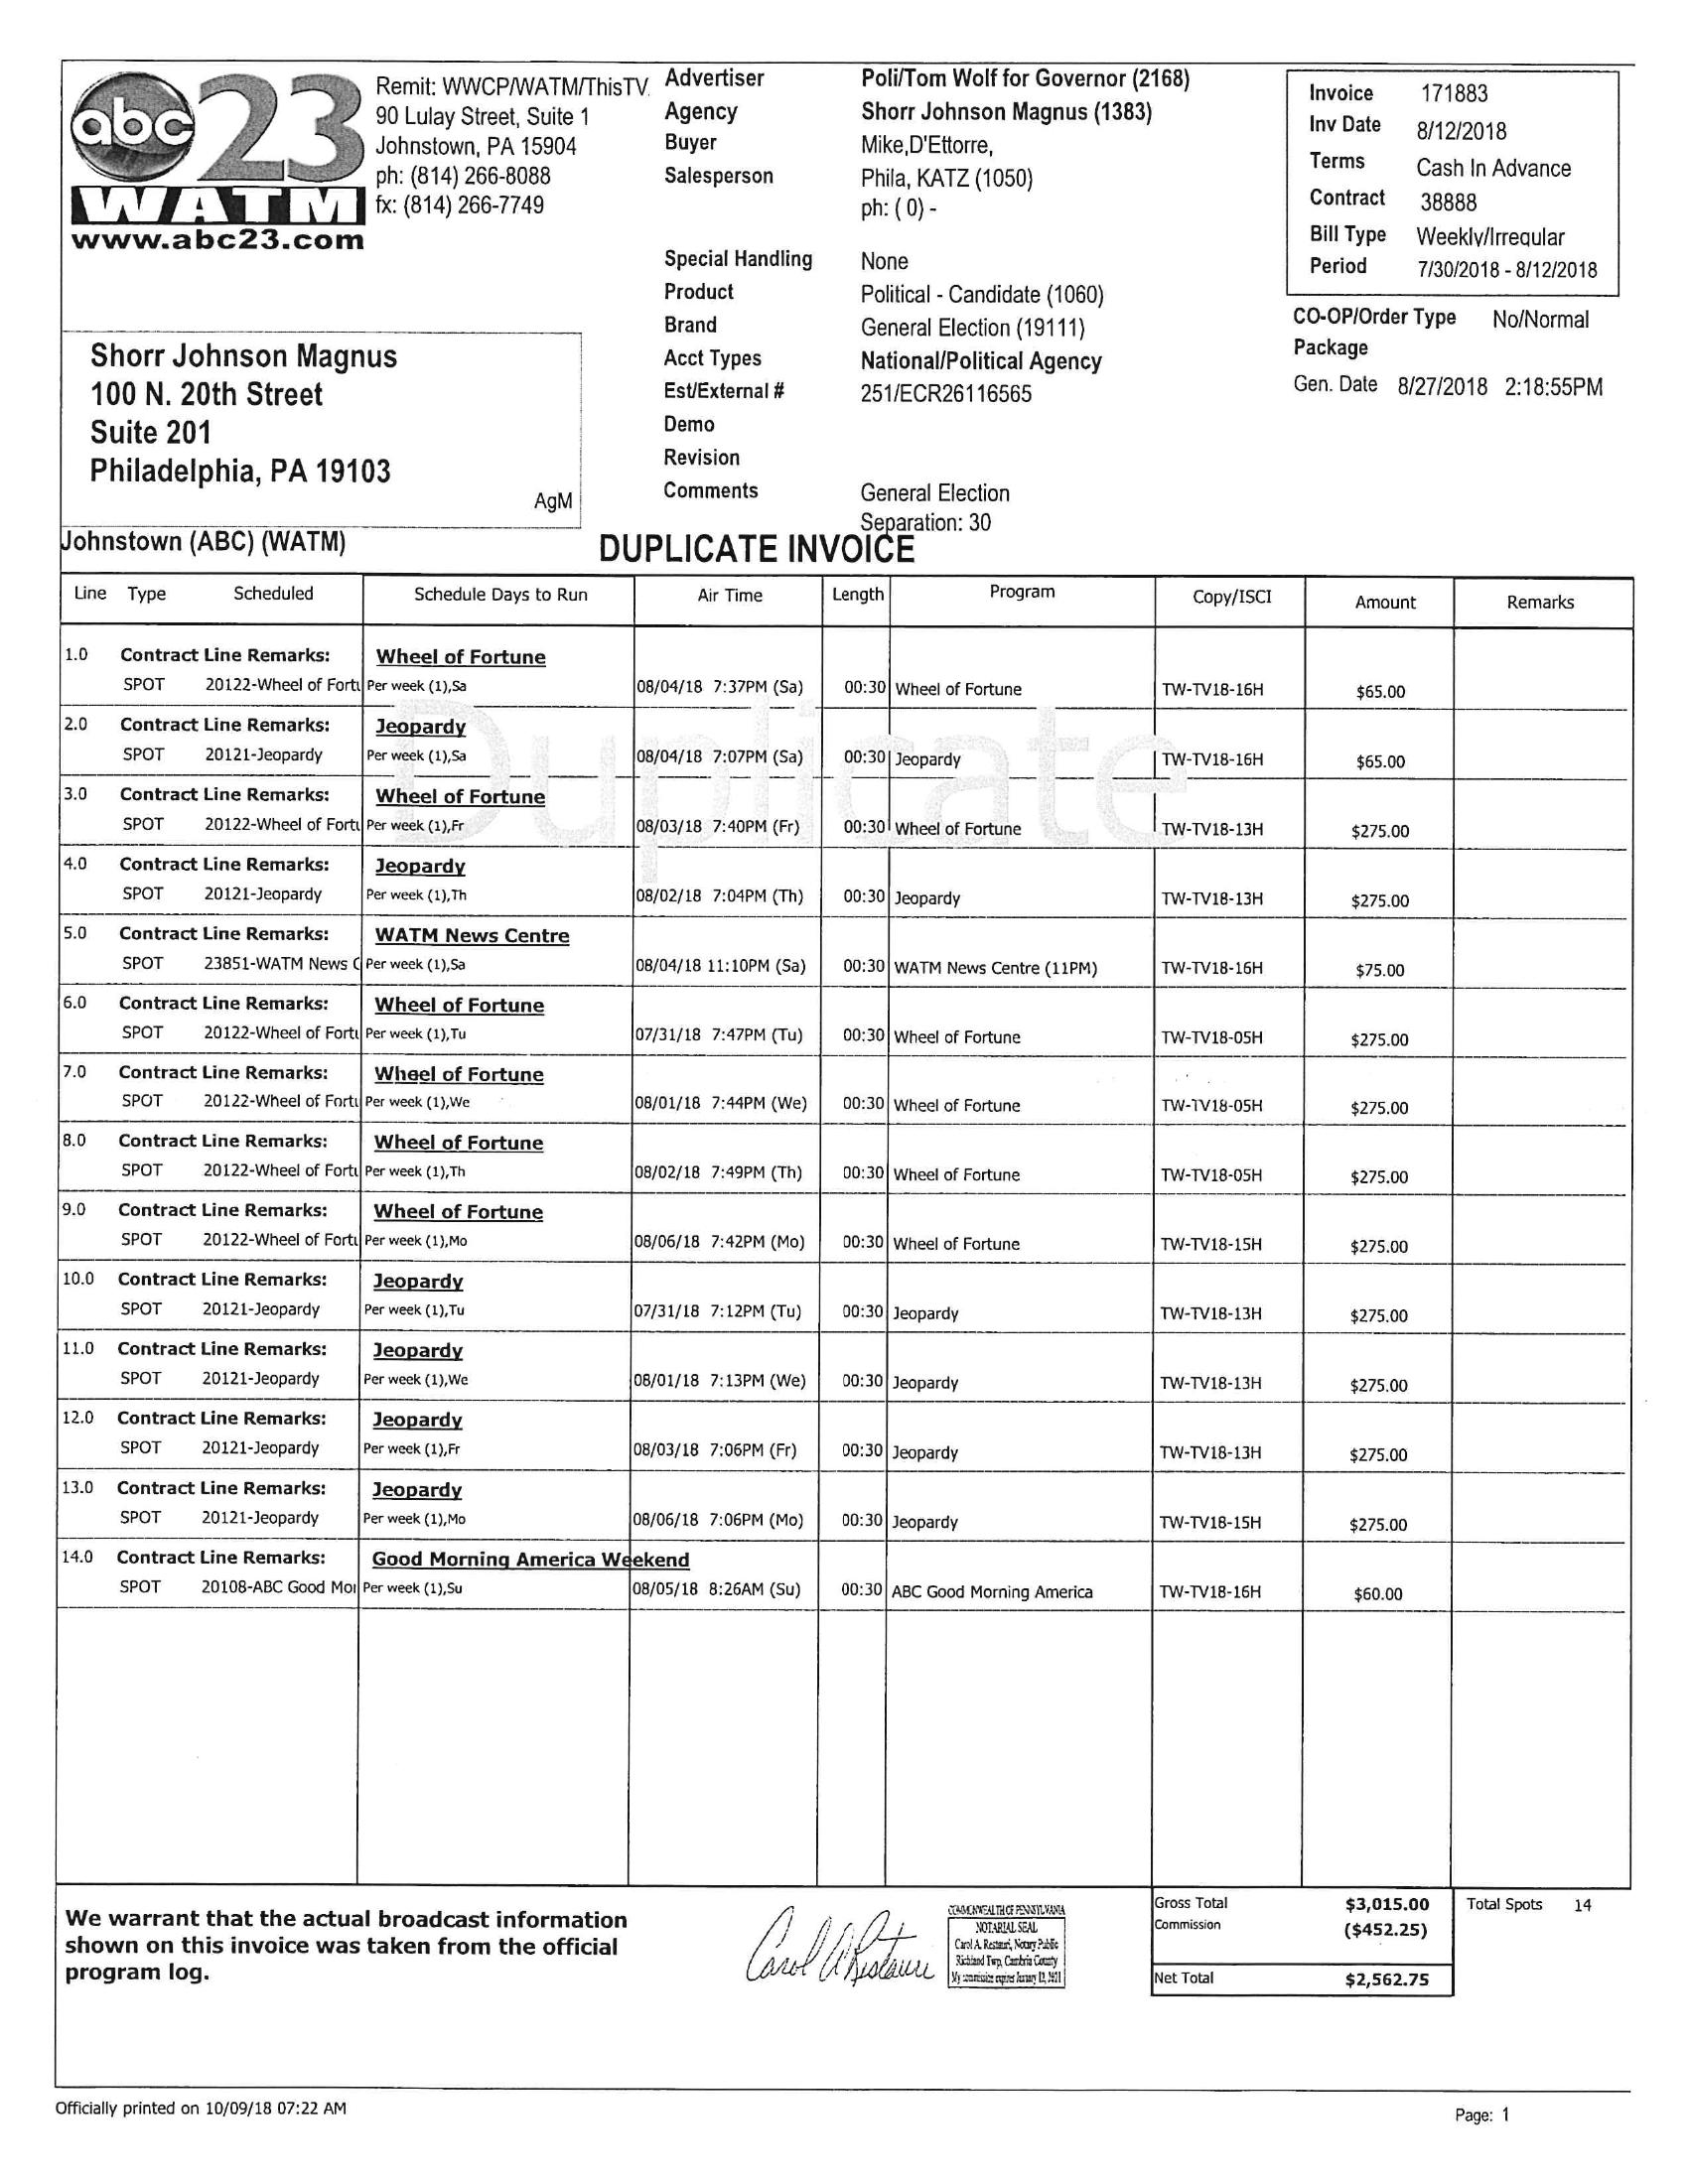 abc 23
WATM
www.abc23.com
Remit: WWCP/WATM/ThisTV
90 Lulay Street, Suite 1
Johnstown, PA 15904
ph: (814) 266-8088
fx: (814) 266-7749
Advertiser Poli/Tom Wolf for Governor (2168)
Agency Shorr Johnson Magnus (1383)
Buyer Mike,D'Ettorre,
Salesperson Phila, KATZ (1050)
ph: ( 0) -
Special Handling None
Product Political - Candidate (1060)
Brand General Election (19111)
Acct Types National/Political Agency
Est/External # 251/ECR26116565
Demo
Revision
Comments General Election
Separation: 30
Invoice 171883
Inv Date 8/12/2018
Terms Cash In Advance
Contract 38888
Bill Type Weekly/Irregular
Period 7/30/2018 - 8/12/2018
CO-OP/Order Type No/Normal
Package
Gen. Date 8/27/2018 2:18:55PM
Shorr Johnson Magnus
100 N. 20th Street
Suite 201
Philadelphia, PA 19103
AgM
Johnstown (ABC) (WATM)
DUPLICATE INVOICE
Line Type Scheduled Schedule Days to Run Air Time Length Program Copy/ISCI Amount Remarks
Duplicate
1.0 Contract Line Remarks: Wheel of Fortune
SPOT 20122-Wheel of Fortu Per week (1),Sa 08/04/18 7:37PM (Sa) 00:30 Wheel of Fortune TW-TV18-16H $65.00
2.0 Contract Line Remarks: Jeopardy
SPOT 20121-Jeopardy Per week (1),Sa 08/04/18 7:07PM (Sa) 00:30 Jeopardy TW-TV18-16H $65.00
3.0 Contract Line Remarks: Wheel of Fortune
SPOT 20122-Wheel of Fortu Per week (1),Fr 08/03/18 7:40PM (Fr) 00:30 Wheel of Fortune TW-TV18-13H $275.00
4.0 Contract Line Remarks: Jeopardy
SPOT 20121-Jeopardy Per week (1),Th 08/02/18 7:04PM (Th) 00:30 Jeopardy TW-TV18-13H $275.00
5.0 Contract Line Remarks: WATM News Centre
SPOT 23851-WATM News C Per week (1),Sa 08/04/18 11:10PM (Sa) 00:30 WATM News Centre (11PM) TW-TV18-16H $75.00
6.0 Contract Line Remarks: Wheel of Fortune
SPOT 20122-Wheel of Fortu Per week (1),Tu 07/31/18 7:47PM (Tu) 00:30 Wheel of Fortune TW-TV18-05H $275.00
7.0 Contract Line Remarks: Wheel of Fortune
SPOT 20122-Wheel of Fortu Per week (1),We 08/01/18 7:44PM (We) 00:30 Wheel of Fortune TW-TV18-05H $275.00
8.0 Contract Line Remarks: Wheel of Fortune
SPOT 20122-Wheel of Fortu Per week (1),Th 08/02/18 7:49PM (Th) 00:30 Wheel of Fortune TW-TV18-05H $275.00
9.0 Contract Line Remarks: Wheel of Fortune
SPOT 20122-Wheel of Fortu Per week (1),Mo 08/06/18 7:42PM (Mo) 00:30 Wheel of Fortune TW-TV18-15H $275.00
10.0 Contract Line Remarks: Jeopardy
SPOT 20121-Jeopardy Per week (1),Tu 07/31/18 7:12PM (Tu) 00:30 Jeopardy TW-TV18-13H $275.00
11.0 Contract Line Remarks: Jeopardy
SPOT 20121-Jeopardy Per week (1),We 08/01/18 7:13PM (We) 00:30 Jeopardy TW-TV18-13H $275.00
12.0 Contract Line Remarks: Jeopardy
SPOT 20121-Jeopardy Per week (1),Fr 08/03/18 7:06PM (Fr) 00:30 Jeopardy TW-TV18-13H $275.00
13.0 Contract Line Remarks: Jeopardy
SPOT 20121-Jeopardy Per week (1),Mo 08/06/18 7:06PM (Mo) 00:30 Jeopardy TW-TV18-15H $275.00
14.0 Contract Line Remarks: Good Morning America Weekend
SPOT 20108-ABC Good Mor Per week (1),Su 08/05/18 8:26AM (Su) 00:30 ABC Good Morning America TW-TV18-16H $60.00
We warrant that the actual broadcast information
shown on this invoice was taken from the official
program log.
Carol A Restauri
COMMONWEALTH OF PENNSYLVANIA
NOTARIAL SEAL
Carol A. Restauri, Notary Public
Richland Twp, Cambria County
My commission expires January 12, 2021
Gross Total $3,015.00
Commission ($452.25)
Net Total $2,562.75
Total Spots 14
Officially printed on 10/09/18 07:22 AM
Page: 1